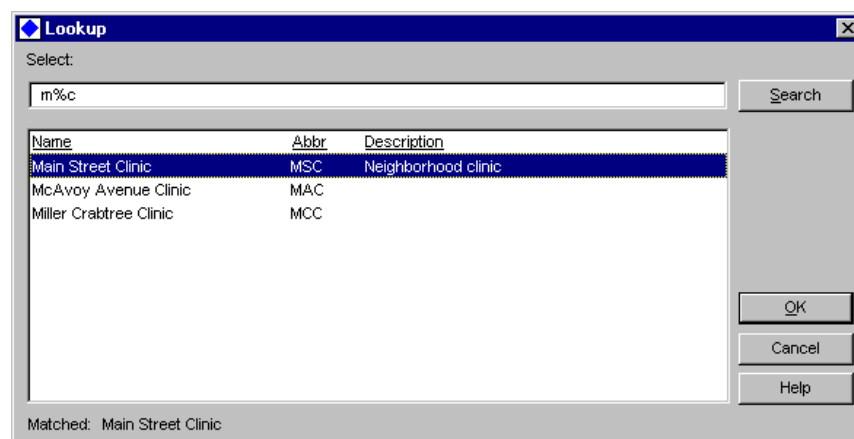 Lookup
Select:
m%c
Search
Name Abbr Description
Main Street Clinic MSC Neighborhood clinic
McAvoy Avenue Clinic MAC
Miller Crabtree Clinic MCC
OK
Cancel
Help
Matched: Main Street Clinic